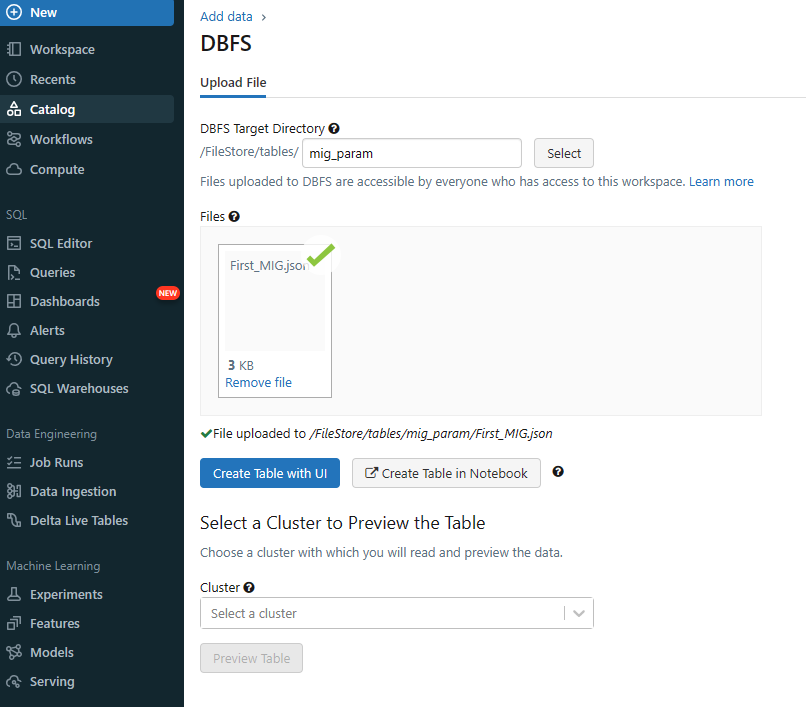 New
Workspace
Recents
Catalog
Workflows
Compute
SQL
SQL Editor
Queries
Dashboards
NEW
Alerts
Query History
SQL Warehouses
Data Engineering
Job Runs
Data Ingestion
Delta Live Tables
Machine Learning
Experiments
Features
Models
Serving
Add data ›
DBFS
Upload File
DBFS Target Directory
/FileStore/tables/ mig_param Select
Files uploaded to DBFS are accessible by everyone who has access to this workspace. Learn more
Files
First_MIG.json
3 KB
Remove file
File uploaded to /FileStore/tables/mig_param/First_MIG.json
Create Table with UI Create Table in Notebook
Select a Cluster to Preview the Table
Choose a cluster with which you will read and preview the data.
Cluster
Select a cluster
Preview Table